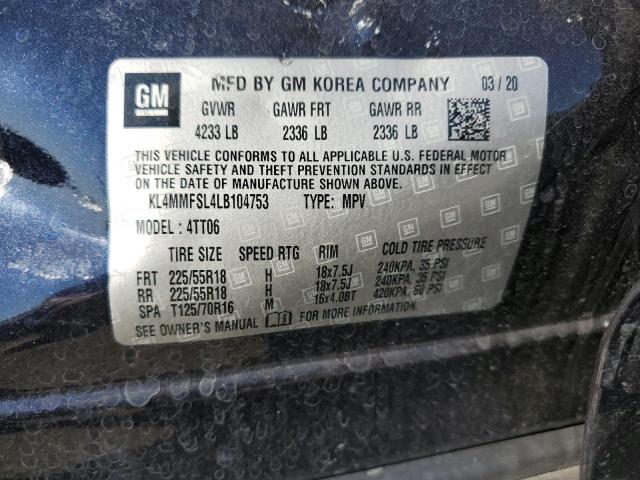 GM MFD BY GM KOREA COMPANY 03 / 20
GVWR GAWR FRT GAWR RR
4233 LB 2336 LB 2336 LB
THIS VEHICLE CONFORMS TO ALL APPLICABLE U.S. FEDERAL MOTOR
VEHICLE SAFETY AND THEFT PREVENTION STANDARDS IN EFFECT ON
THE DATE OF MANUFACTURE SHOWN ABOVE.
KL4MMFSL4LB104753 TYPE: MPV
MODEL : 4TT06
TIRE SIZE SPEED RTG RIM COLD TIRE PRESSURE
FRT 225/55R18 H 18x7.5J 240KPA, 35 PSI
RR 225/55R18 H 18x7.5J 240KPA, 35 PSI
SPA T125/70R16 M 16x4.0BT 420KPA, 60 PSI
SEE OWNER'S MANUAL FOR MORE INFORMATION